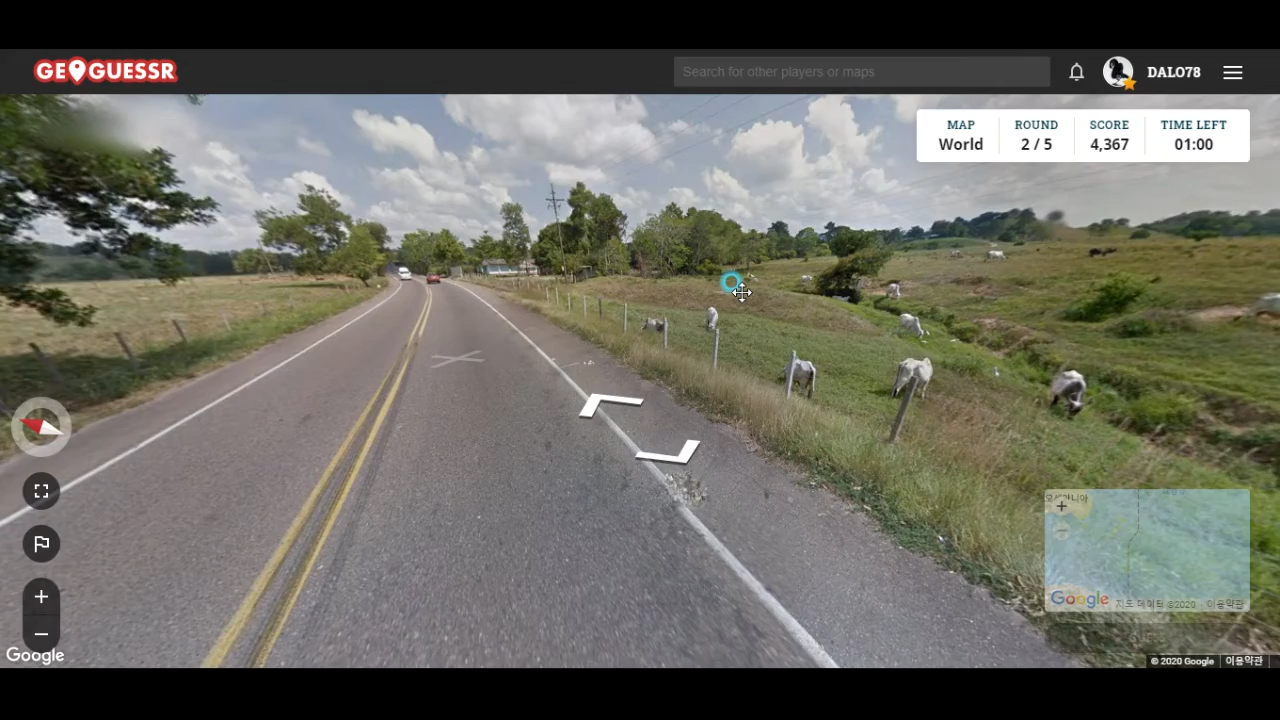 GEOGUESSR
Search for other players or maps
DALO78
MAP
World
ROUND
2 / 5
SCORE
4,367
TIME LEFT
01:00
Google
지도 데이터 ©2020
이용약관
Google
© 2020 Google
이용약관